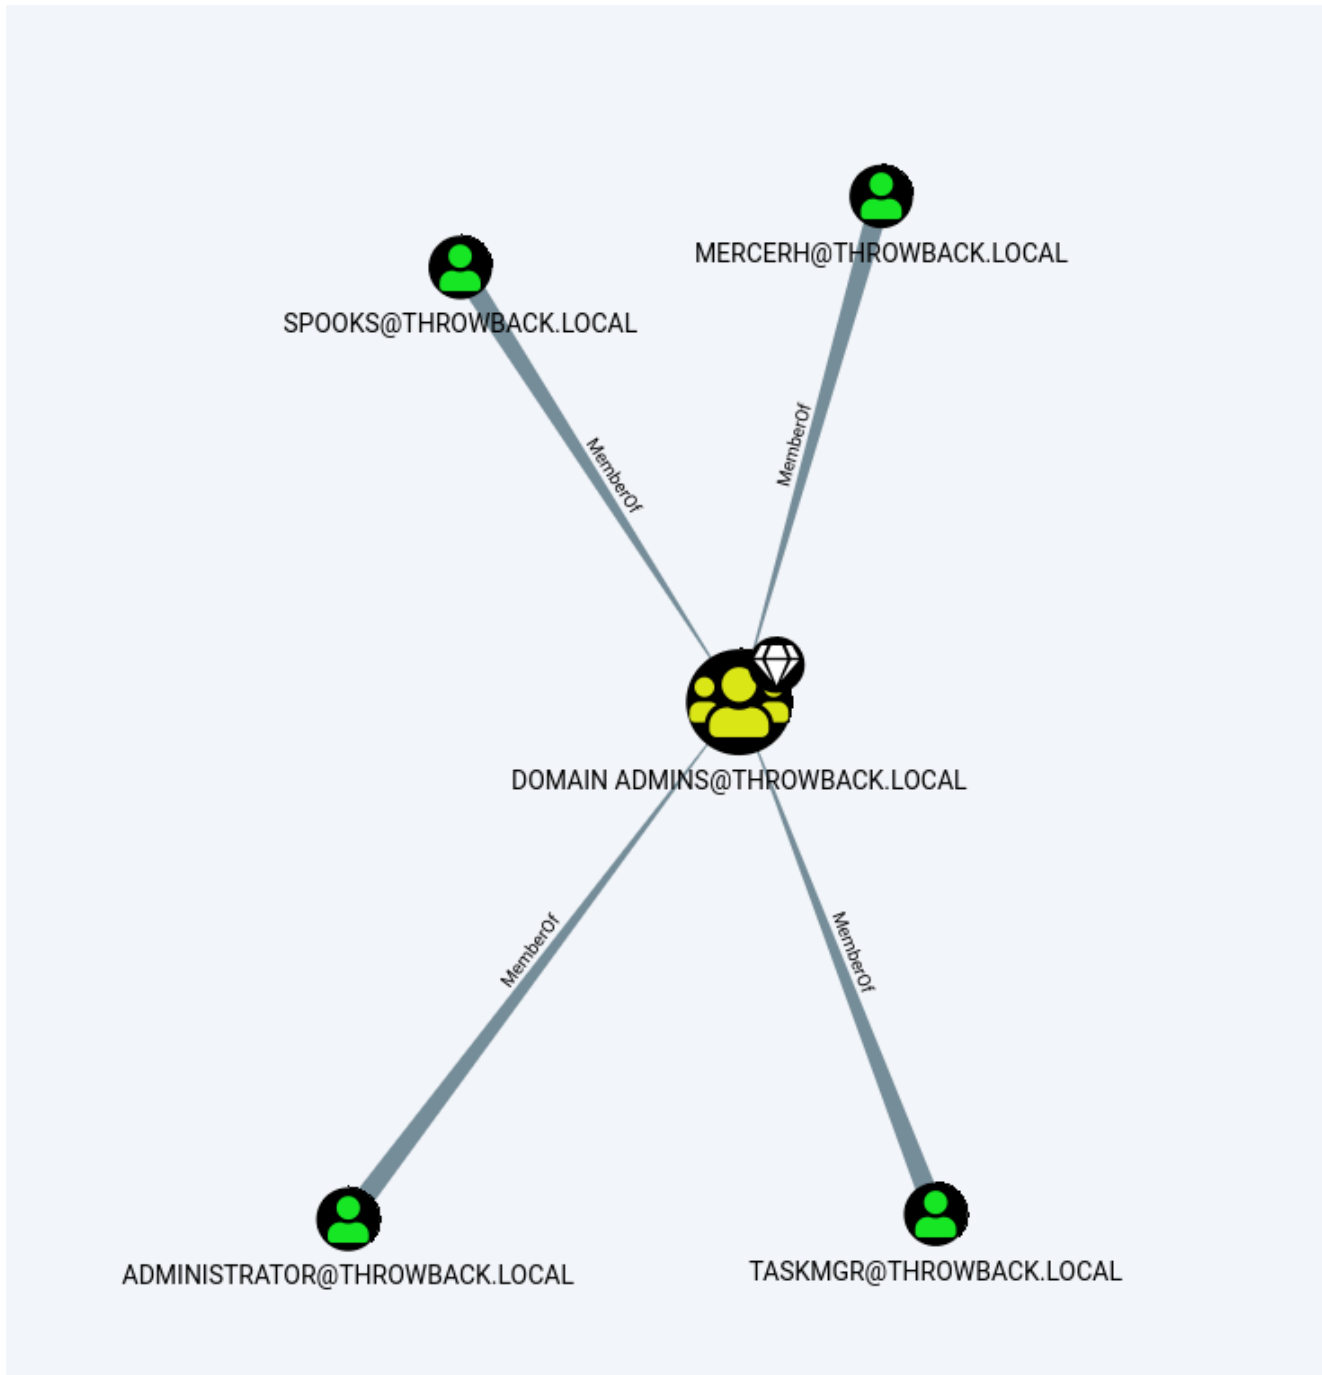 MERCERH@THROWBACK.LOCAL
SPOOKS@THROWBACK.LOCAL
MemberOf
MemberOf
DOMAIN ADMINS@THROWBACK.LOCAL
MemberOf
MemberOf
ADMINISTRATOR@THROWBACK.LOCAL
TASKMGR@THROWBACK.LOCAL